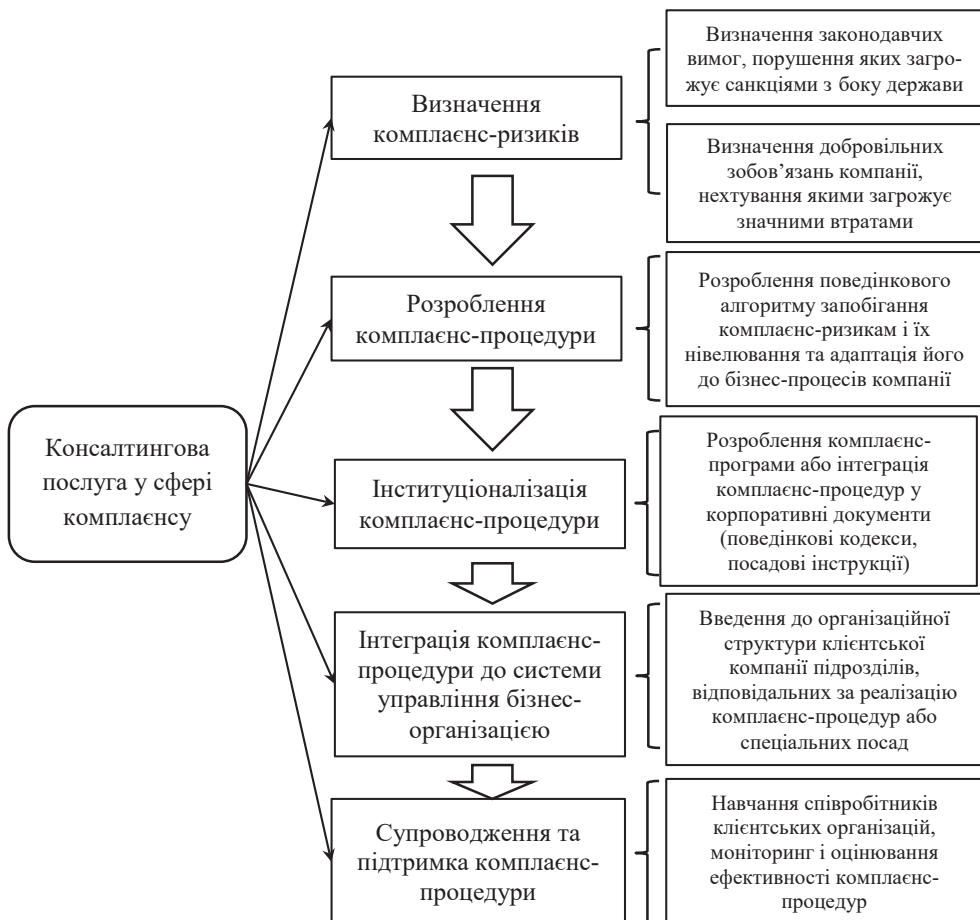 Консалтингова
послуга у сфері
комплаєнсу
Визначення
комплаєнс-ризиків
Визначення законодавчих
вимог, порушення яких загро-
жує санкціями з боку держави
Визначення добровільних
зобов’язань компанії,
нехтування якими загрожує
значними втратами
Розроблення
комплаєнс-процедури
Розроблення поведінкового
алгоритму запобігання
комплаєнс-ризикам і їх
нівелювання та адаптація його
до бізнес-процесів компанії
Інституціоналізація
комплаєнс-процедури
Розроблення комплаєнс-
програми або інтеграція
комплаєнс-процедур у
корпоративні документи
(поведінкові кодекси,
посадові інструкції)
Інтеграція комплаєнс-
процедури до системи
управління бізнес-
організацією
Введення до організаційної
структури клієнтської
компанії підрозділів,
відповідальних за реалізацію
комплаєнс-процедур або
спеціальних посад
Супроводження та
підтримка комплаєнс-
процедури
Навчання співробітників
клієнтських організацій,
моніторинг і оцінювання
ефективності комплаєнс-
процедур